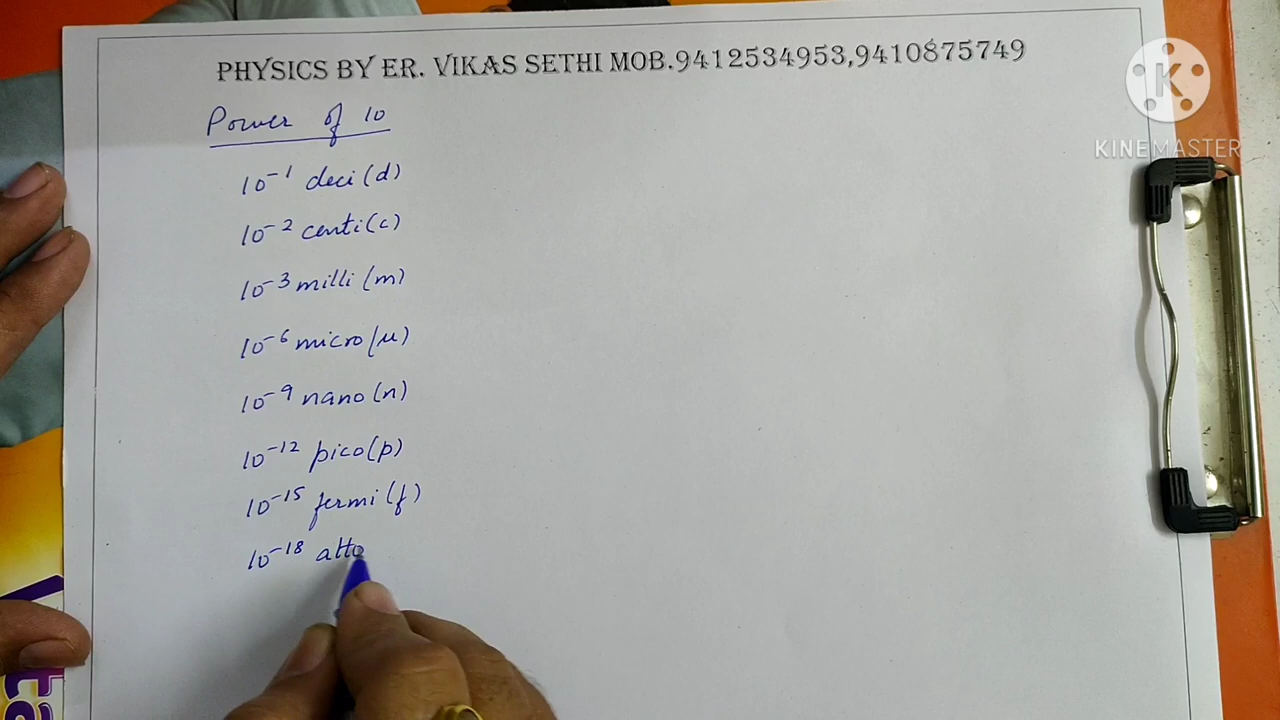 PHYSICS BY ER. VIKAS SETHI MOB.9412534953,9410875749
KINEMASTER
Power of 10
10⁻¹ deci (d)
10⁻² centi (c)
10⁻³ milli (m)
10⁻⁶ micro (μ)
10⁻⁹ nano (n)
10⁻¹² pico (p)
10⁻¹⁵ fermi (f)
10⁻¹⁸ atto